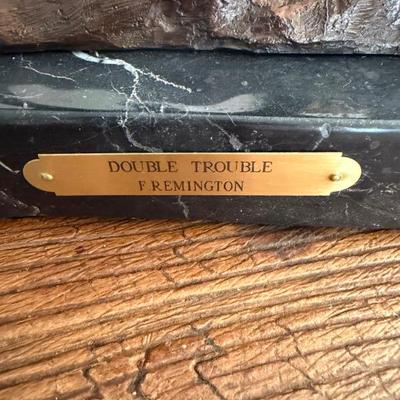 DOUBLE TROUBLE
F. REMINGTON